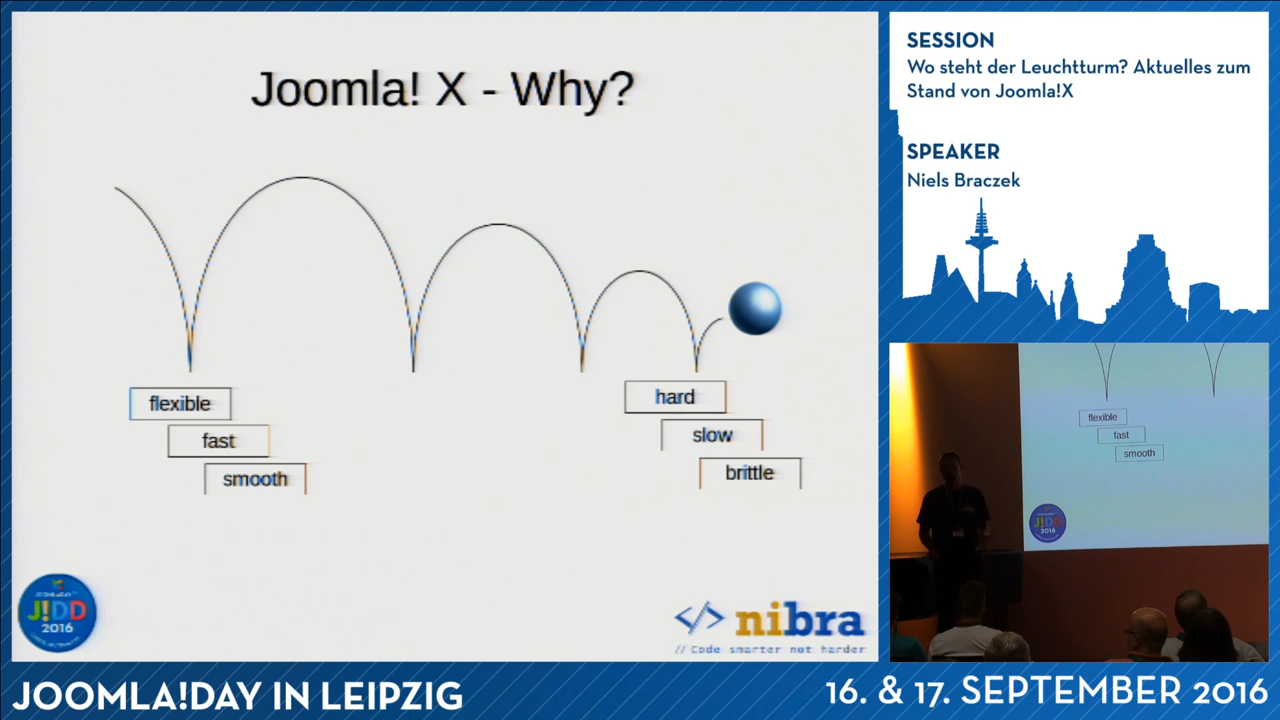 Joomla! X - Why?
flexible
fast
smooth
hard
slow
brittle
J!DD
2016
</> nibra
// Code smarter not harder
SESSION
Wo steht der Leuchtturm? Aktuelles zum
Stand von Joomla!X
SPEAKER
Niels Braczek
flexible
fast
smooth
J!DD
2016
JOOMLA!DAY IN LEIPZIG
16. & 17. SEPTEMBER 2016